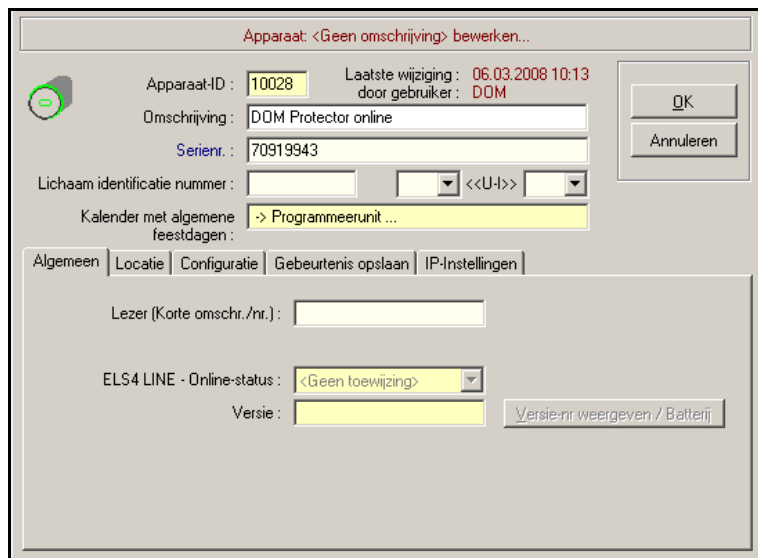 Apparaat: <Geen omschrijving> bewerken...
Apparaat-ID : 10028 Laatste wijziging : 06.03.2008 10:13
door gebruiker : DOM
OK
Omschrijving : DOM Protector online
Annuleren
Serienr. : 70919943
Lichaam identificatie nummer : <<U-I>>
Kalender met algemene feestdagen : -> Programmeerunit ...
Algemeen Locatie Configuratie Gebeurtenis opslaan IP-Instellingen
Lezer (Korte omschr./nr.) :
ELS4 LINE - Online-status : <Geen toewijzing>
Versie : Versie-nr weergeven / Batterij